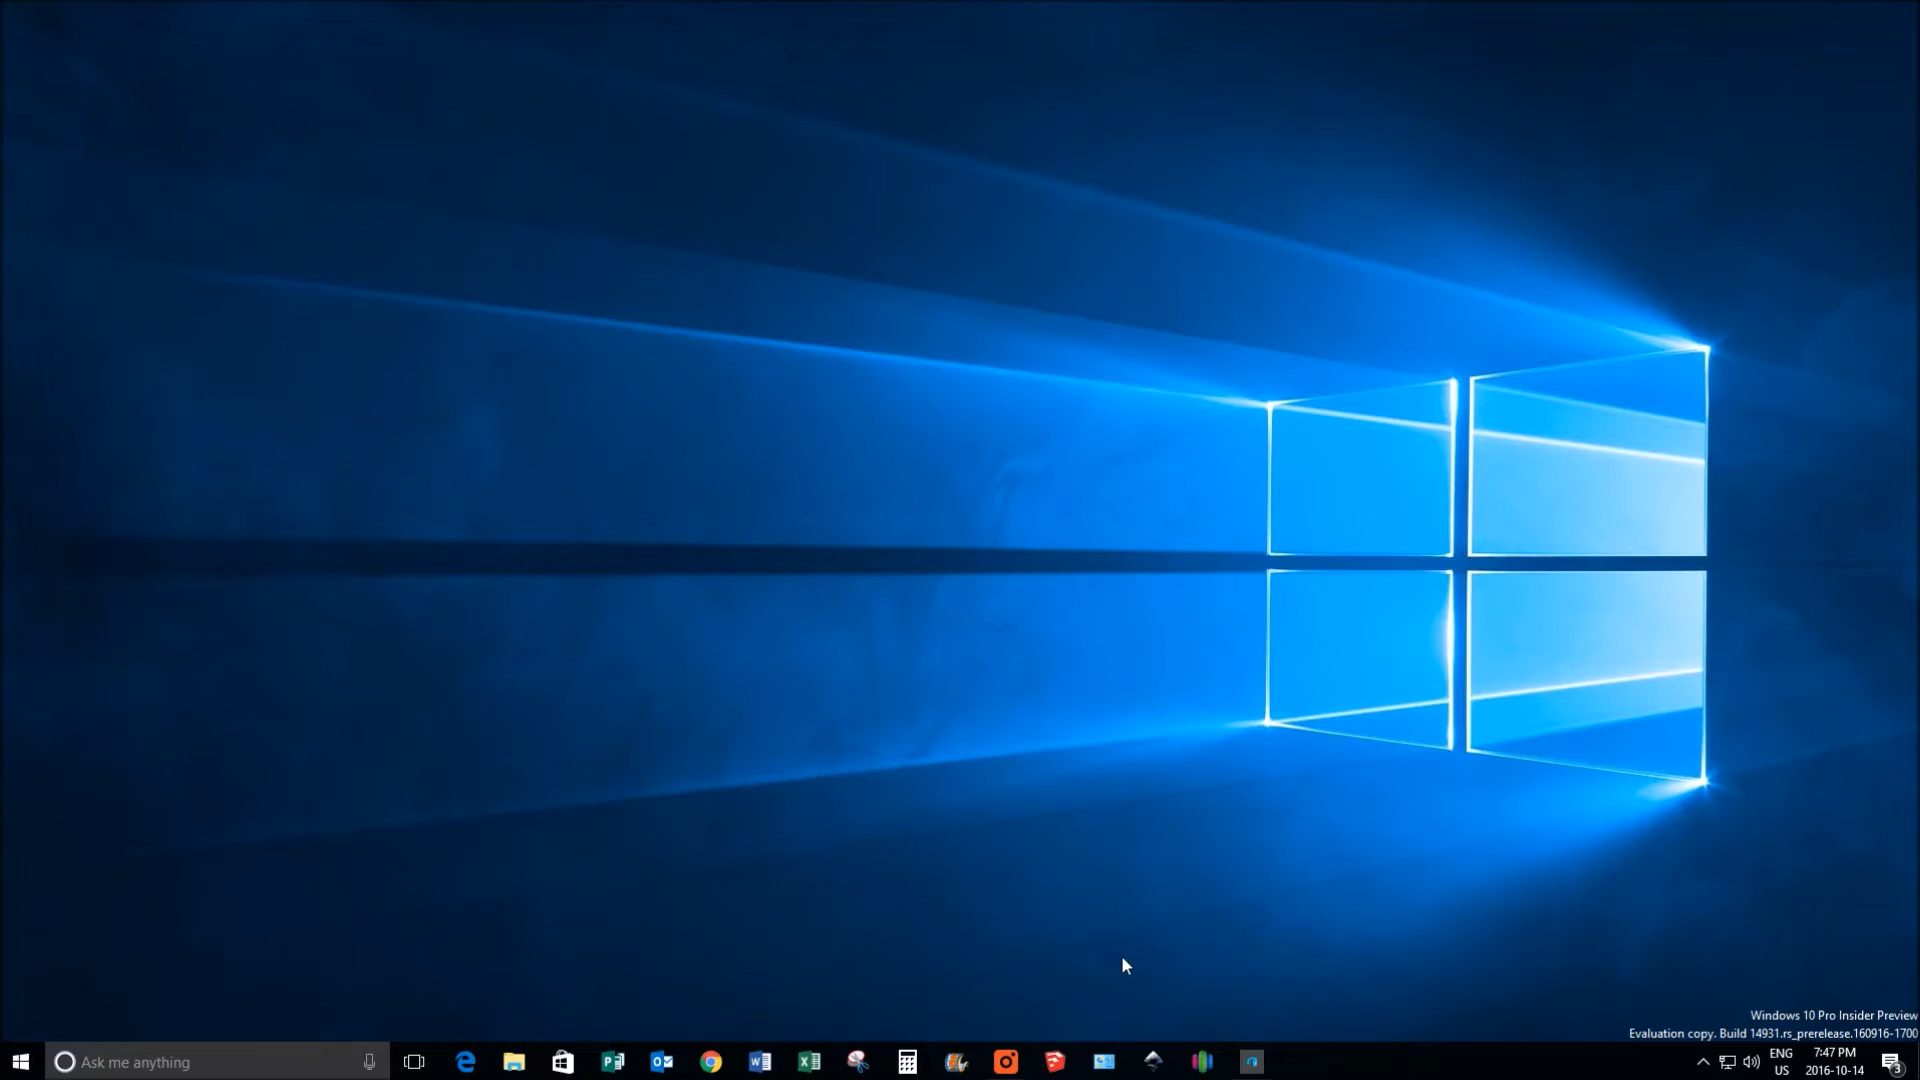 Windows 10 Pro Insider Preview
Evaluation copy. Build 14931.rs_prerelease.160916-1700
Ask me anything
ENG
US
7:47 PM
2016-10-14
3